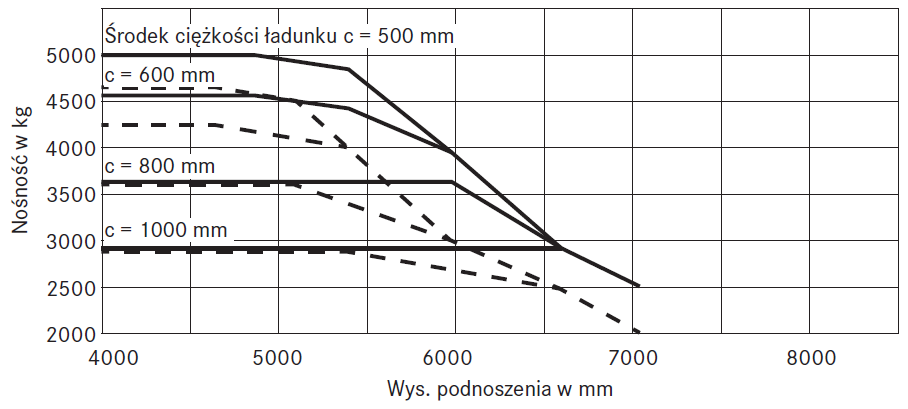 Środek ciężkości ładunku c = 500 mm
5000
c = 600 mm
4500
4000
c = 800 mm
3500
c = 1000 mm
3000
2500
2000
Nośność w kg
4000 5000 6000 7000 8000
Wys. podnoszenia w mm